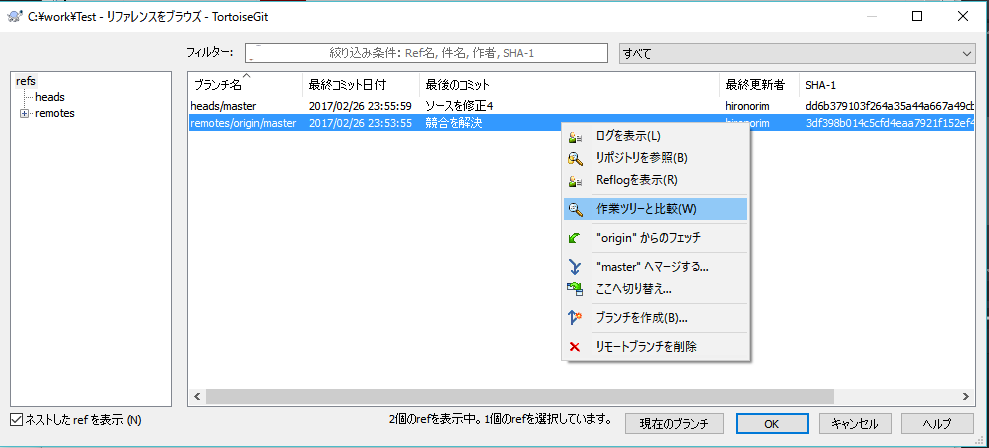 C:¥work¥Test - リファレンスをブラウズ - TortoiseGit
フィルター: 絞り込み条件: Ref名, 件名, 作者, SHA-1 すべて
refs
heads
remotes
ブランチ名 最終コミット日付 最後のコミット 最終更新者 SHA-1
heads/master 2017/02/26 23:55:59 ソースを修正4 hironorim dd6b379103f264a35a44a667a49cb
remotes/origin/master 2017/02/26 23:53:55 競合を解決 hironorim 3df398b014c5cfd4eaa7921f152ef4
ログを表示(L)
リポジトリを参照(B)
Reflogを表示(R)
作業ツリーと比較(W)
"origin" からのフェッチ
"master" へマージする...
ここへ切り替え...
ブランチを作成(B)...
リモートブランチを削除
ネストした ref を表示 (N) 2個のrefを表示中。1個のrefを選択しています。 現在のブランチ OK キャンセル ヘルプ